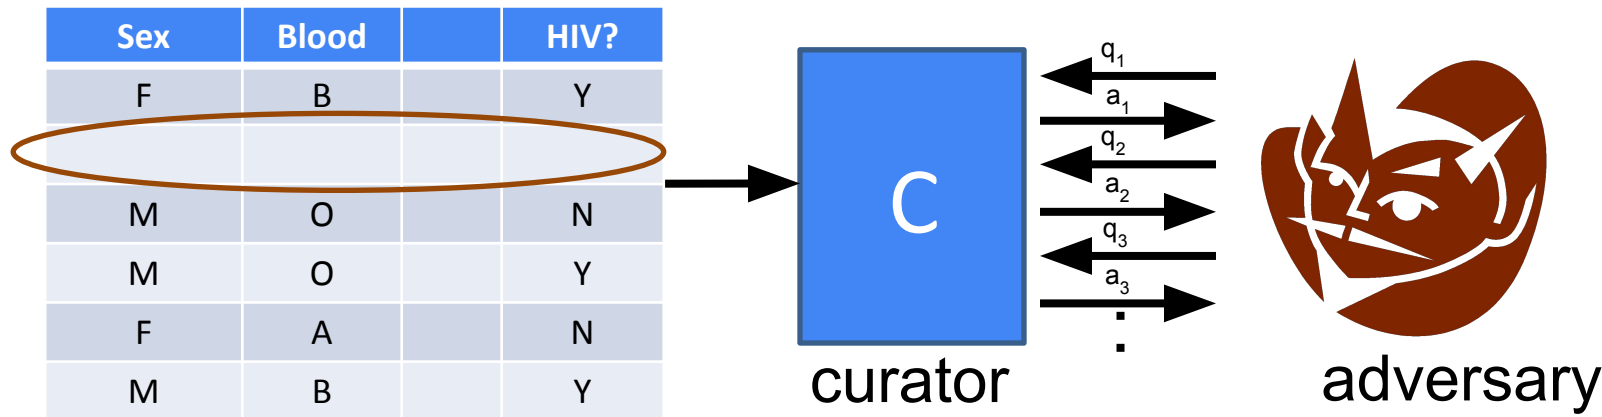 Sex Blood HIV?
F B Y
M O N
M O Y
F A N
M B Y
C
curator
q1
a1
q2
a2
q3
a3
adversary